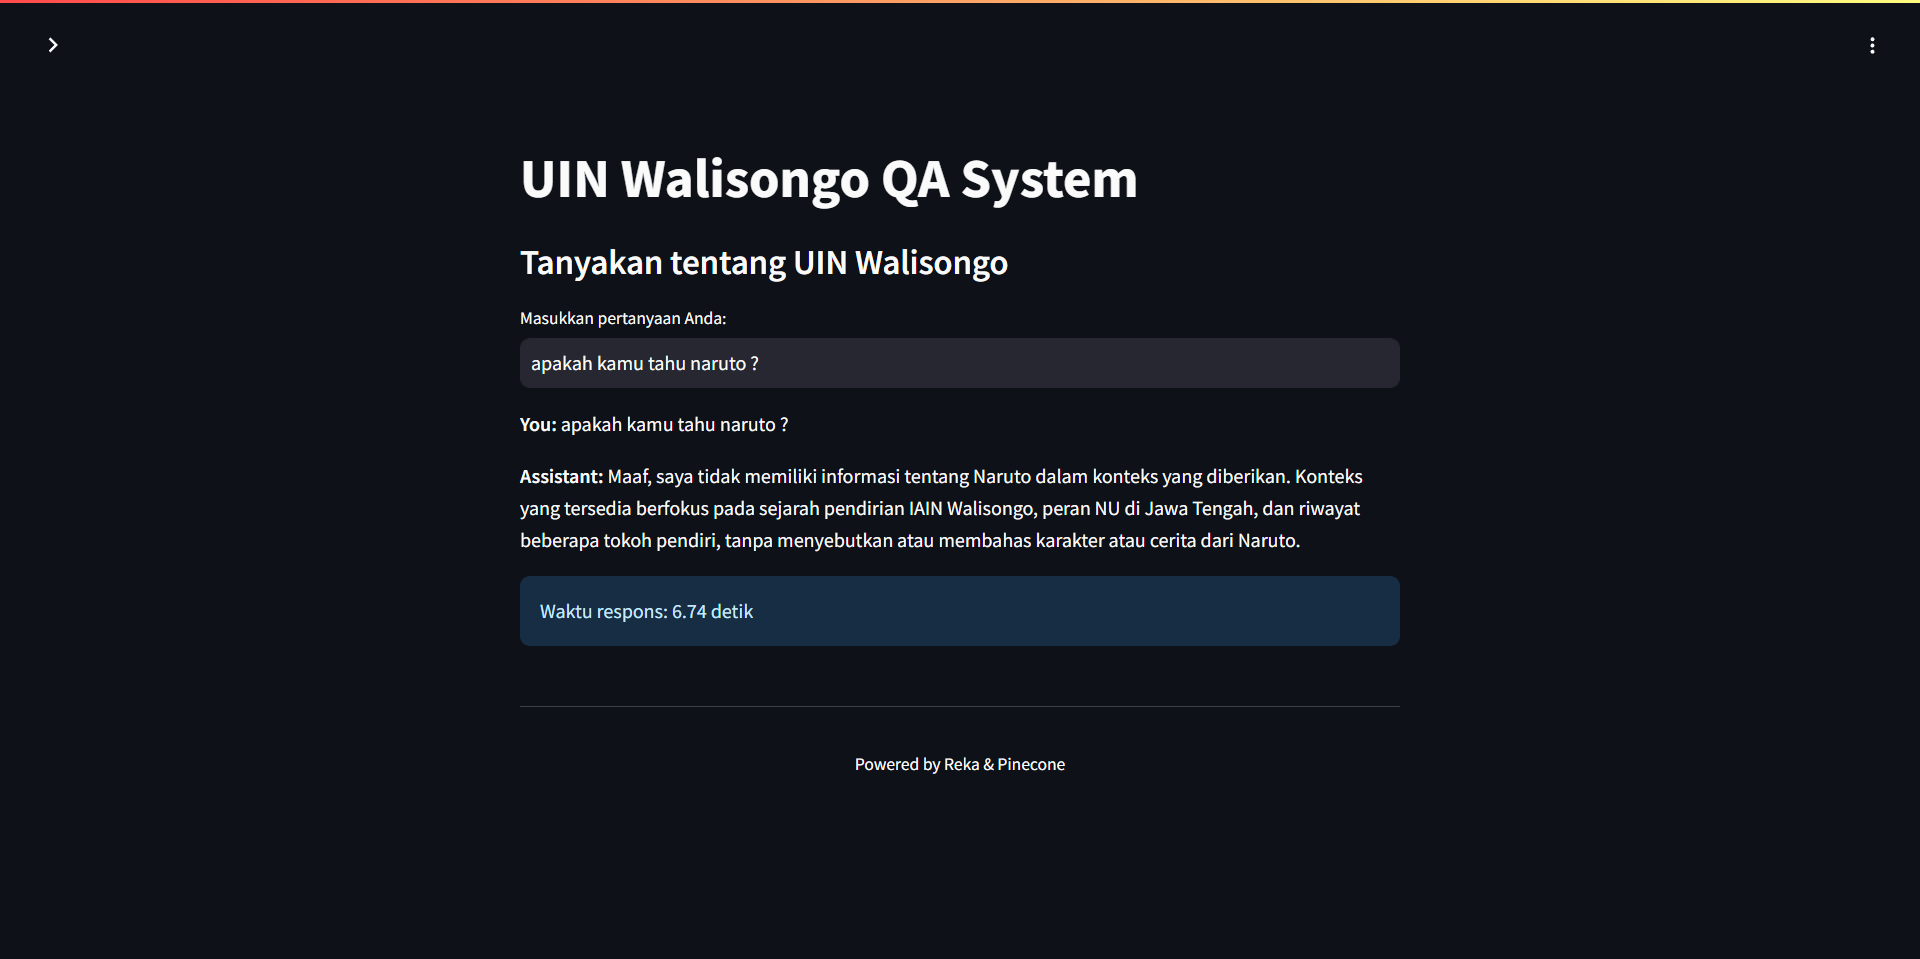 UIN Walisongo QA System
Tanyakan tentang UIN Walisongo
Masukkan pertanyaan Anda:
apakah kamu tahu naruto ?
You: apakah kamu tahu naruto ?
Assistant: Maaf, saya tidak memiliki informasi tentang Naruto dalam konteks yang diberikan. Konteks
yang tersedia berfokus pada sejarah pendirian IAIN Walisongo, peran NU di Jawa Tengah, dan riwayat
beberapa tokoh pendiri, tanpa menyebutkan atau membahas karakter atau cerita dari Naruto.
Waktu respons: 6.74 detik
Powered by Reka & Pinecone